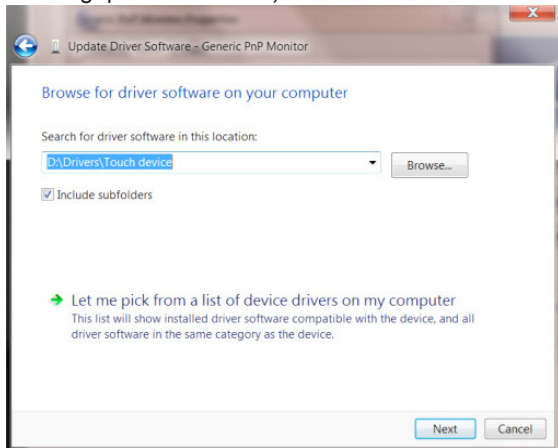 Update Driver Software - Generic PnP Monitor
Browse for driver software on your computer
Search for driver software in this location:
D:\Drivers\Touch device
Browse...
Include subfolders
Let me pick from a list of device drivers on my computer
This list will show installed driver software compatible with the device, and all
driver software in the same category as the device.
Next
Cancel